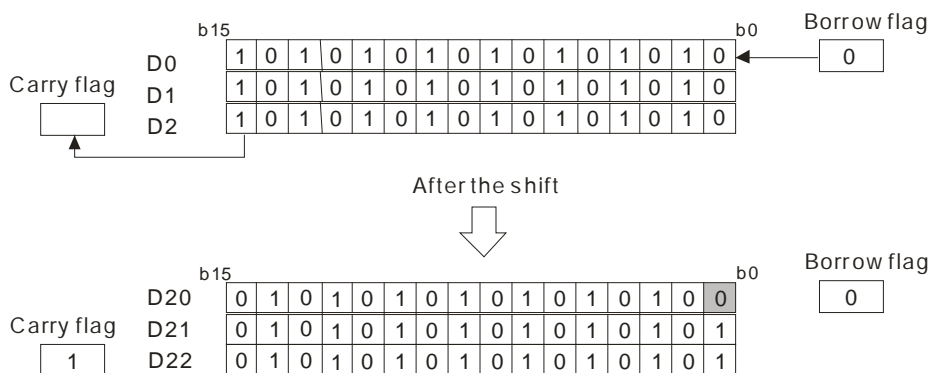 Borrow flag
b15 b0
D0 1 0 1 0 1 0 1 0 1 0 1 0 1 0 1 0 0
Carry flag D1 1 0 1 0 1 0 1 0 1 0 1 0 1 0 1 0
D2 1 0 1 0 1 0 1 0 1 0 1 0 1 0 1 0
After the shift
Borrow flag
b15 b0
D20 0 1 0 1 0 1 0 1 0 1 0 1 0 1 0 0 0
Carry flag D21 0 1 0 1 0 1 0 1 0 1 0 1 0 1 0 1
1 D22 0 1 0 1 0 1 0 1 0 1 0 1 0 1 0 1